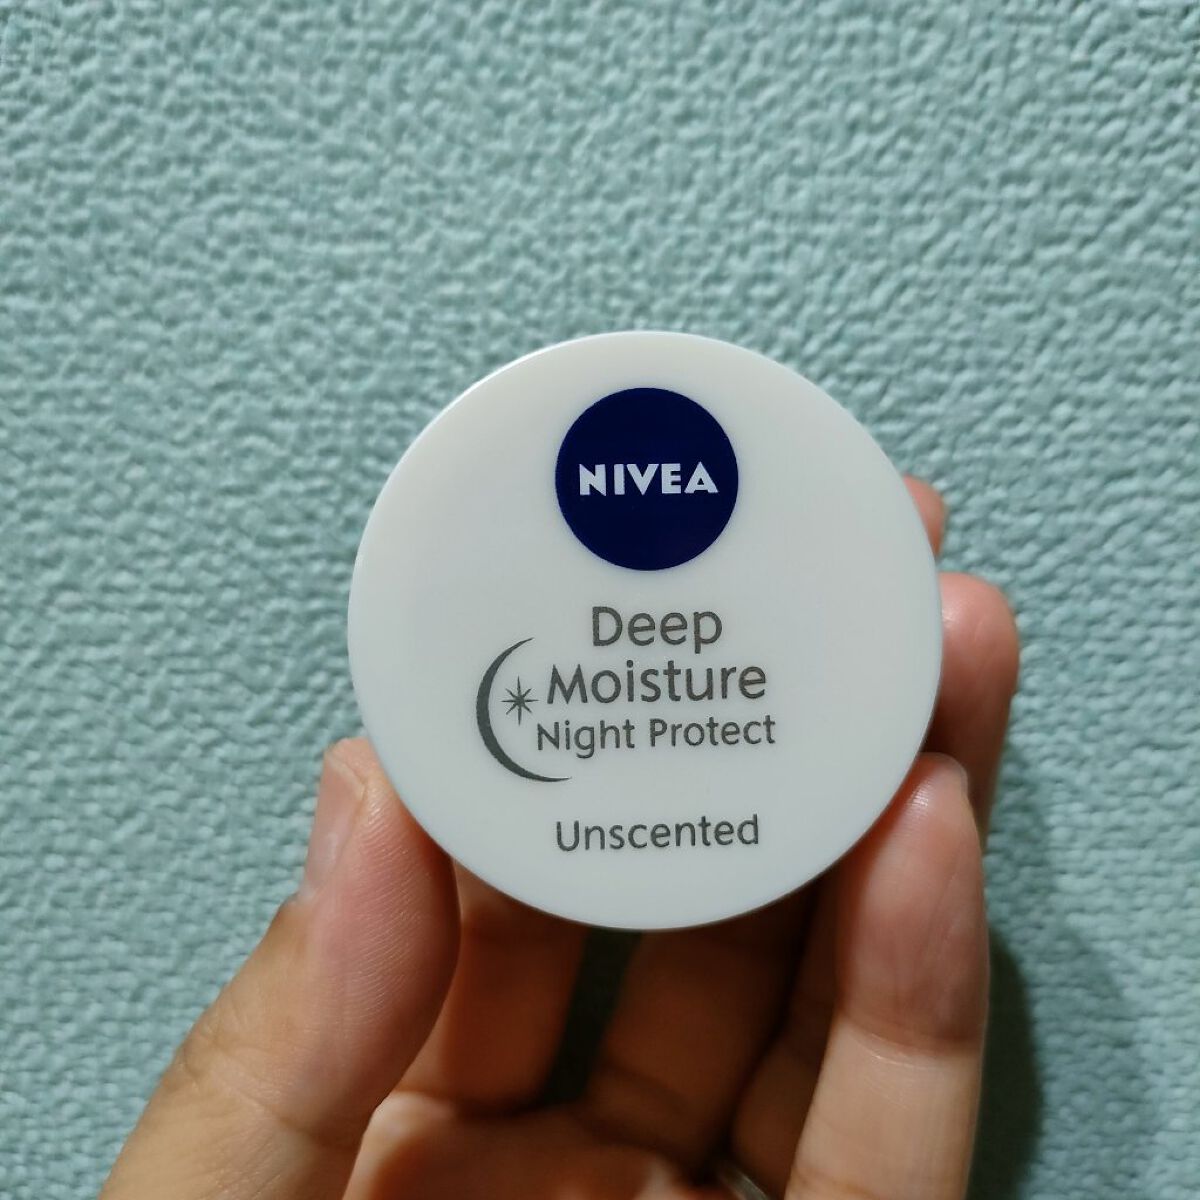 NIVEA
Deep
Moisture
Night Protect
Unscented